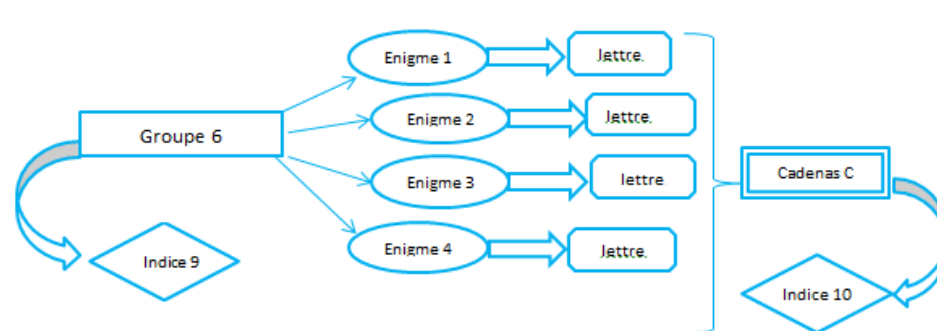 Enigme 1
lettre.
Enigme 2
lettre.
Groupe 6
Cadenas C
Enigme 3
lettre
Enigme 4
lettre.
Indice 9
Indice 10